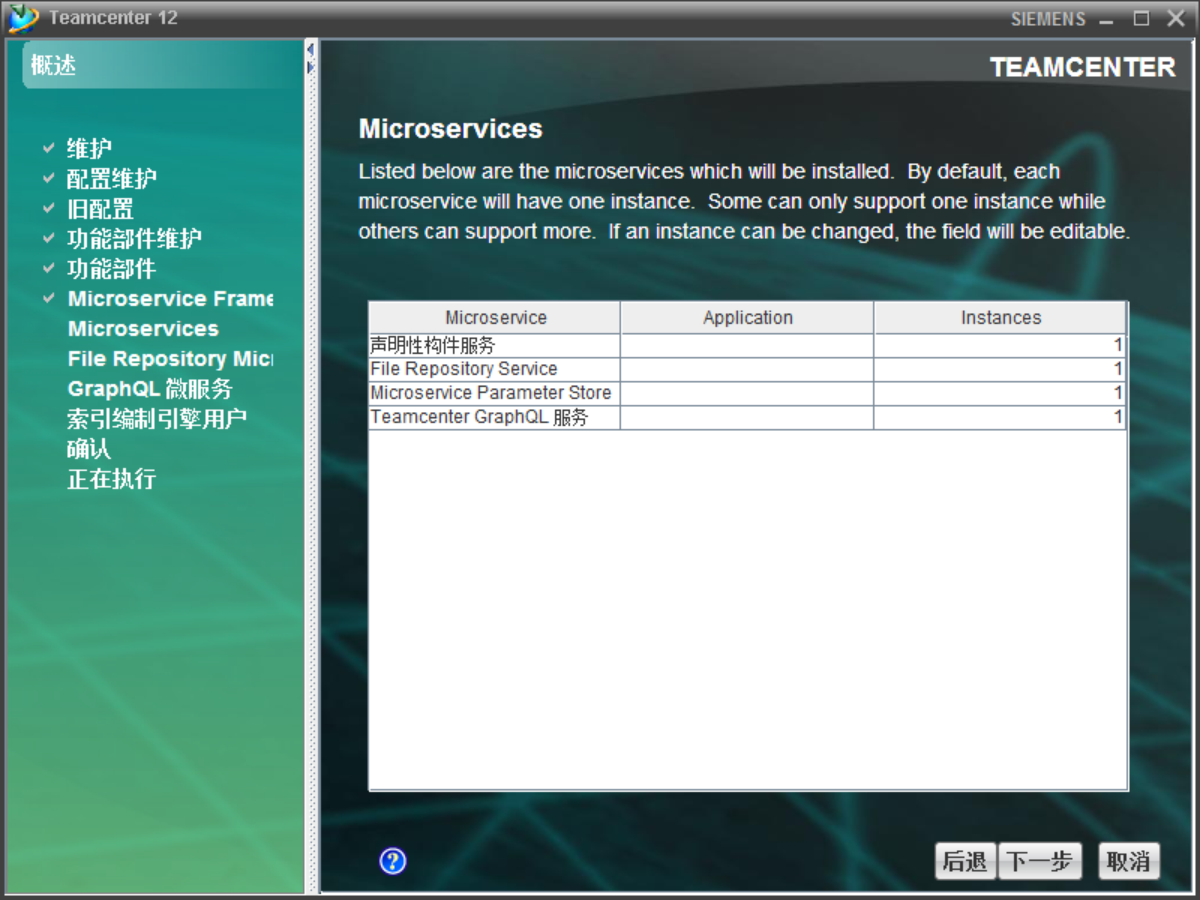 Teamcenter 12
SIEMENS
概述
维护
配置维护
旧配置
功能部件维护
功能部件
Microservice Frame
Microservices
File Repository Mic
GraphQL 微服务
索引编制引擎用户
确认
正在执行
TEAMCENTER
Microservices
Listed below are the microservices which will be installed.  By default, each
microservice will have one instance.  Some can only support one instance while
others can support more.  If an instance can be changed, the field will be editable.
Microservice Application Instances
声明性构件服务 1
File Repository Service 1
Microservice Parameter Store 1
Teamcenter GraphQL 服务 1
?
后退 下一步 取消